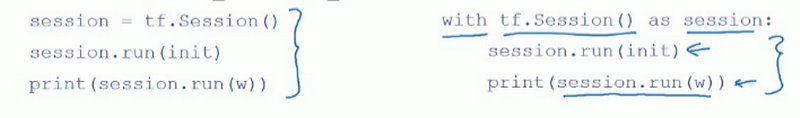 session = tf.Session()
session.run(init)
print(session.run(w))
with tf.Session() as session:
session.run(init)
print(session.run(w))